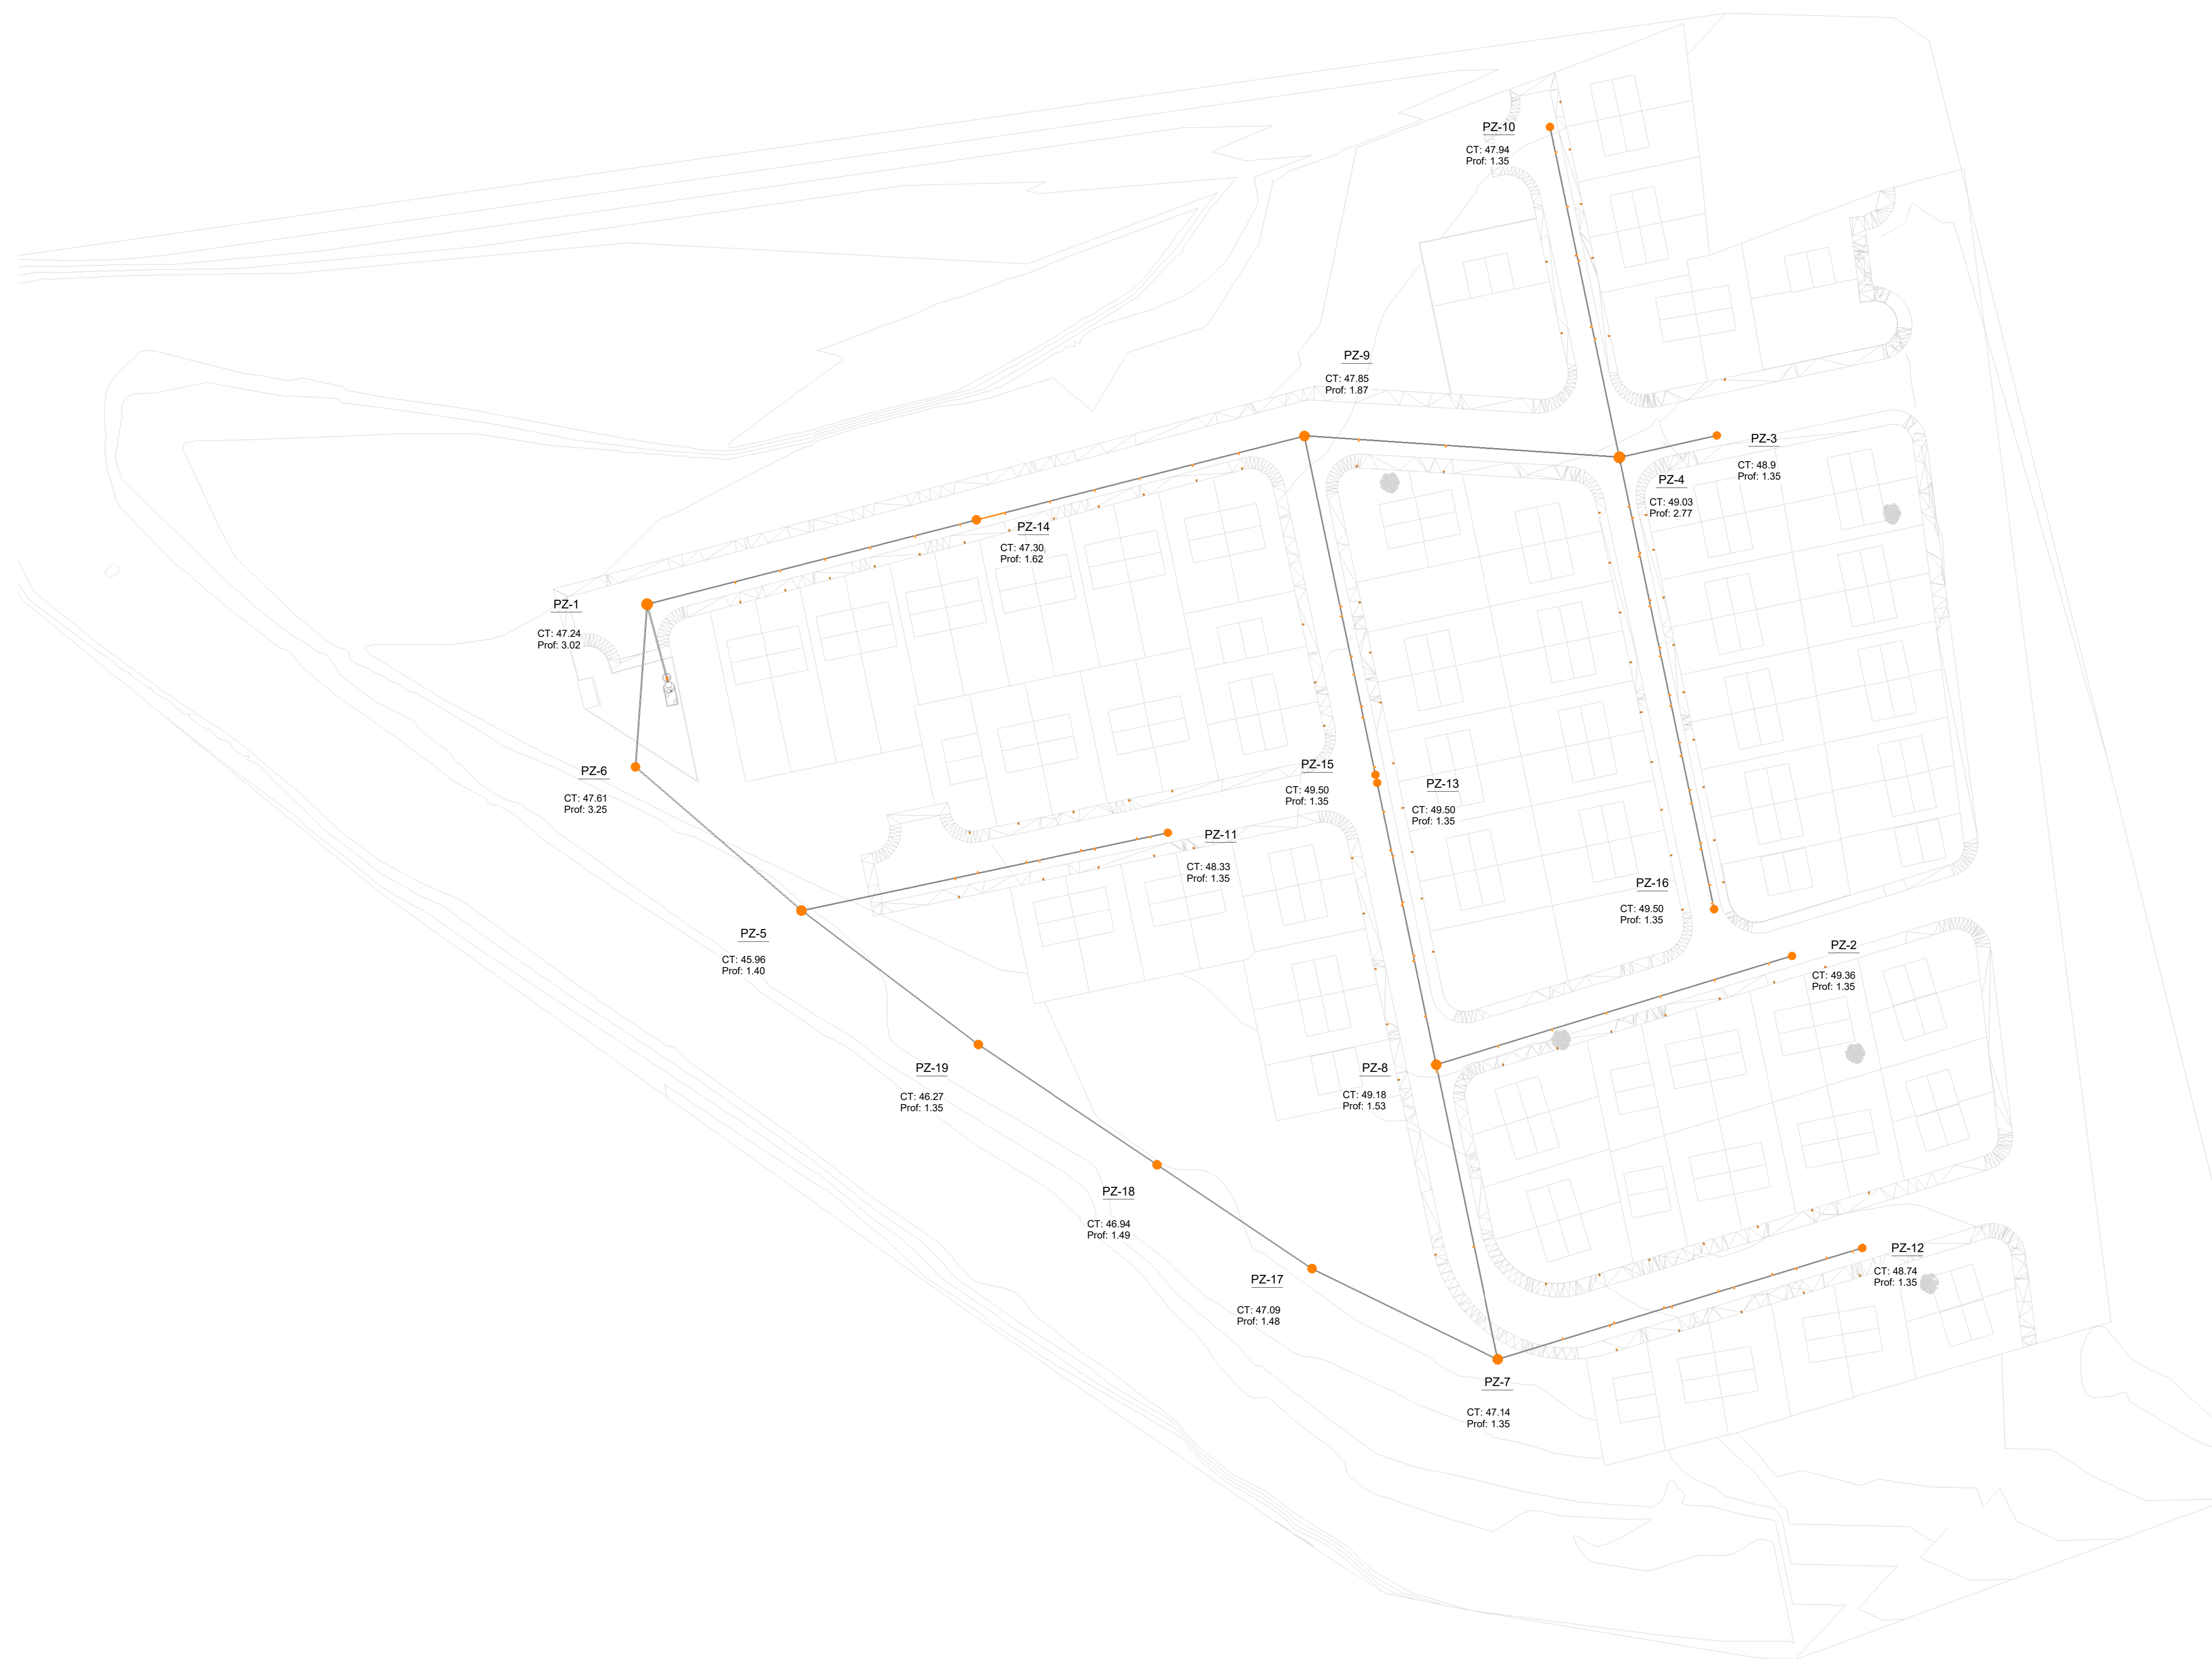 PZ-10
CT: 47.94
Prof: 1.35
PZ-9
CT: 47.85
Prof: 1.87
PZ-3
CT: 48.9
Prof: 1.35
PZ-4
CT: 49.03
Prof: 2.77
PZ-14
CT: 47.30
Prof: 1.62
PZ-1
CT: 47.24
Prof: 3.02
PZ-6
CT: 47.61
Prof: 3.25
PZ-15
CT: 49.50
Prof: 1.35
PZ-13
CT: 49.50
Prof: 1.35
PZ-11
CT: 48.33
Prof: 1.35
PZ-16
CT: 49.50
Prof: 1.35
PZ-5
CT: 45.96
Prof: 1.40
PZ-2
CT: 49.36
Prof: 1.35
PZ-19
CT: 46.27
Prof: 1.35
PZ-8
CT: 49.18
Prof: 1.53
PZ-18
CT: 46.94
Prof: 1.49
PZ-12
CT: 48.74
Prof: 1.35
PZ-17
CT: 47.09
Prof: 1.48
PZ-7
CT: 47.14
Prof: 1.35